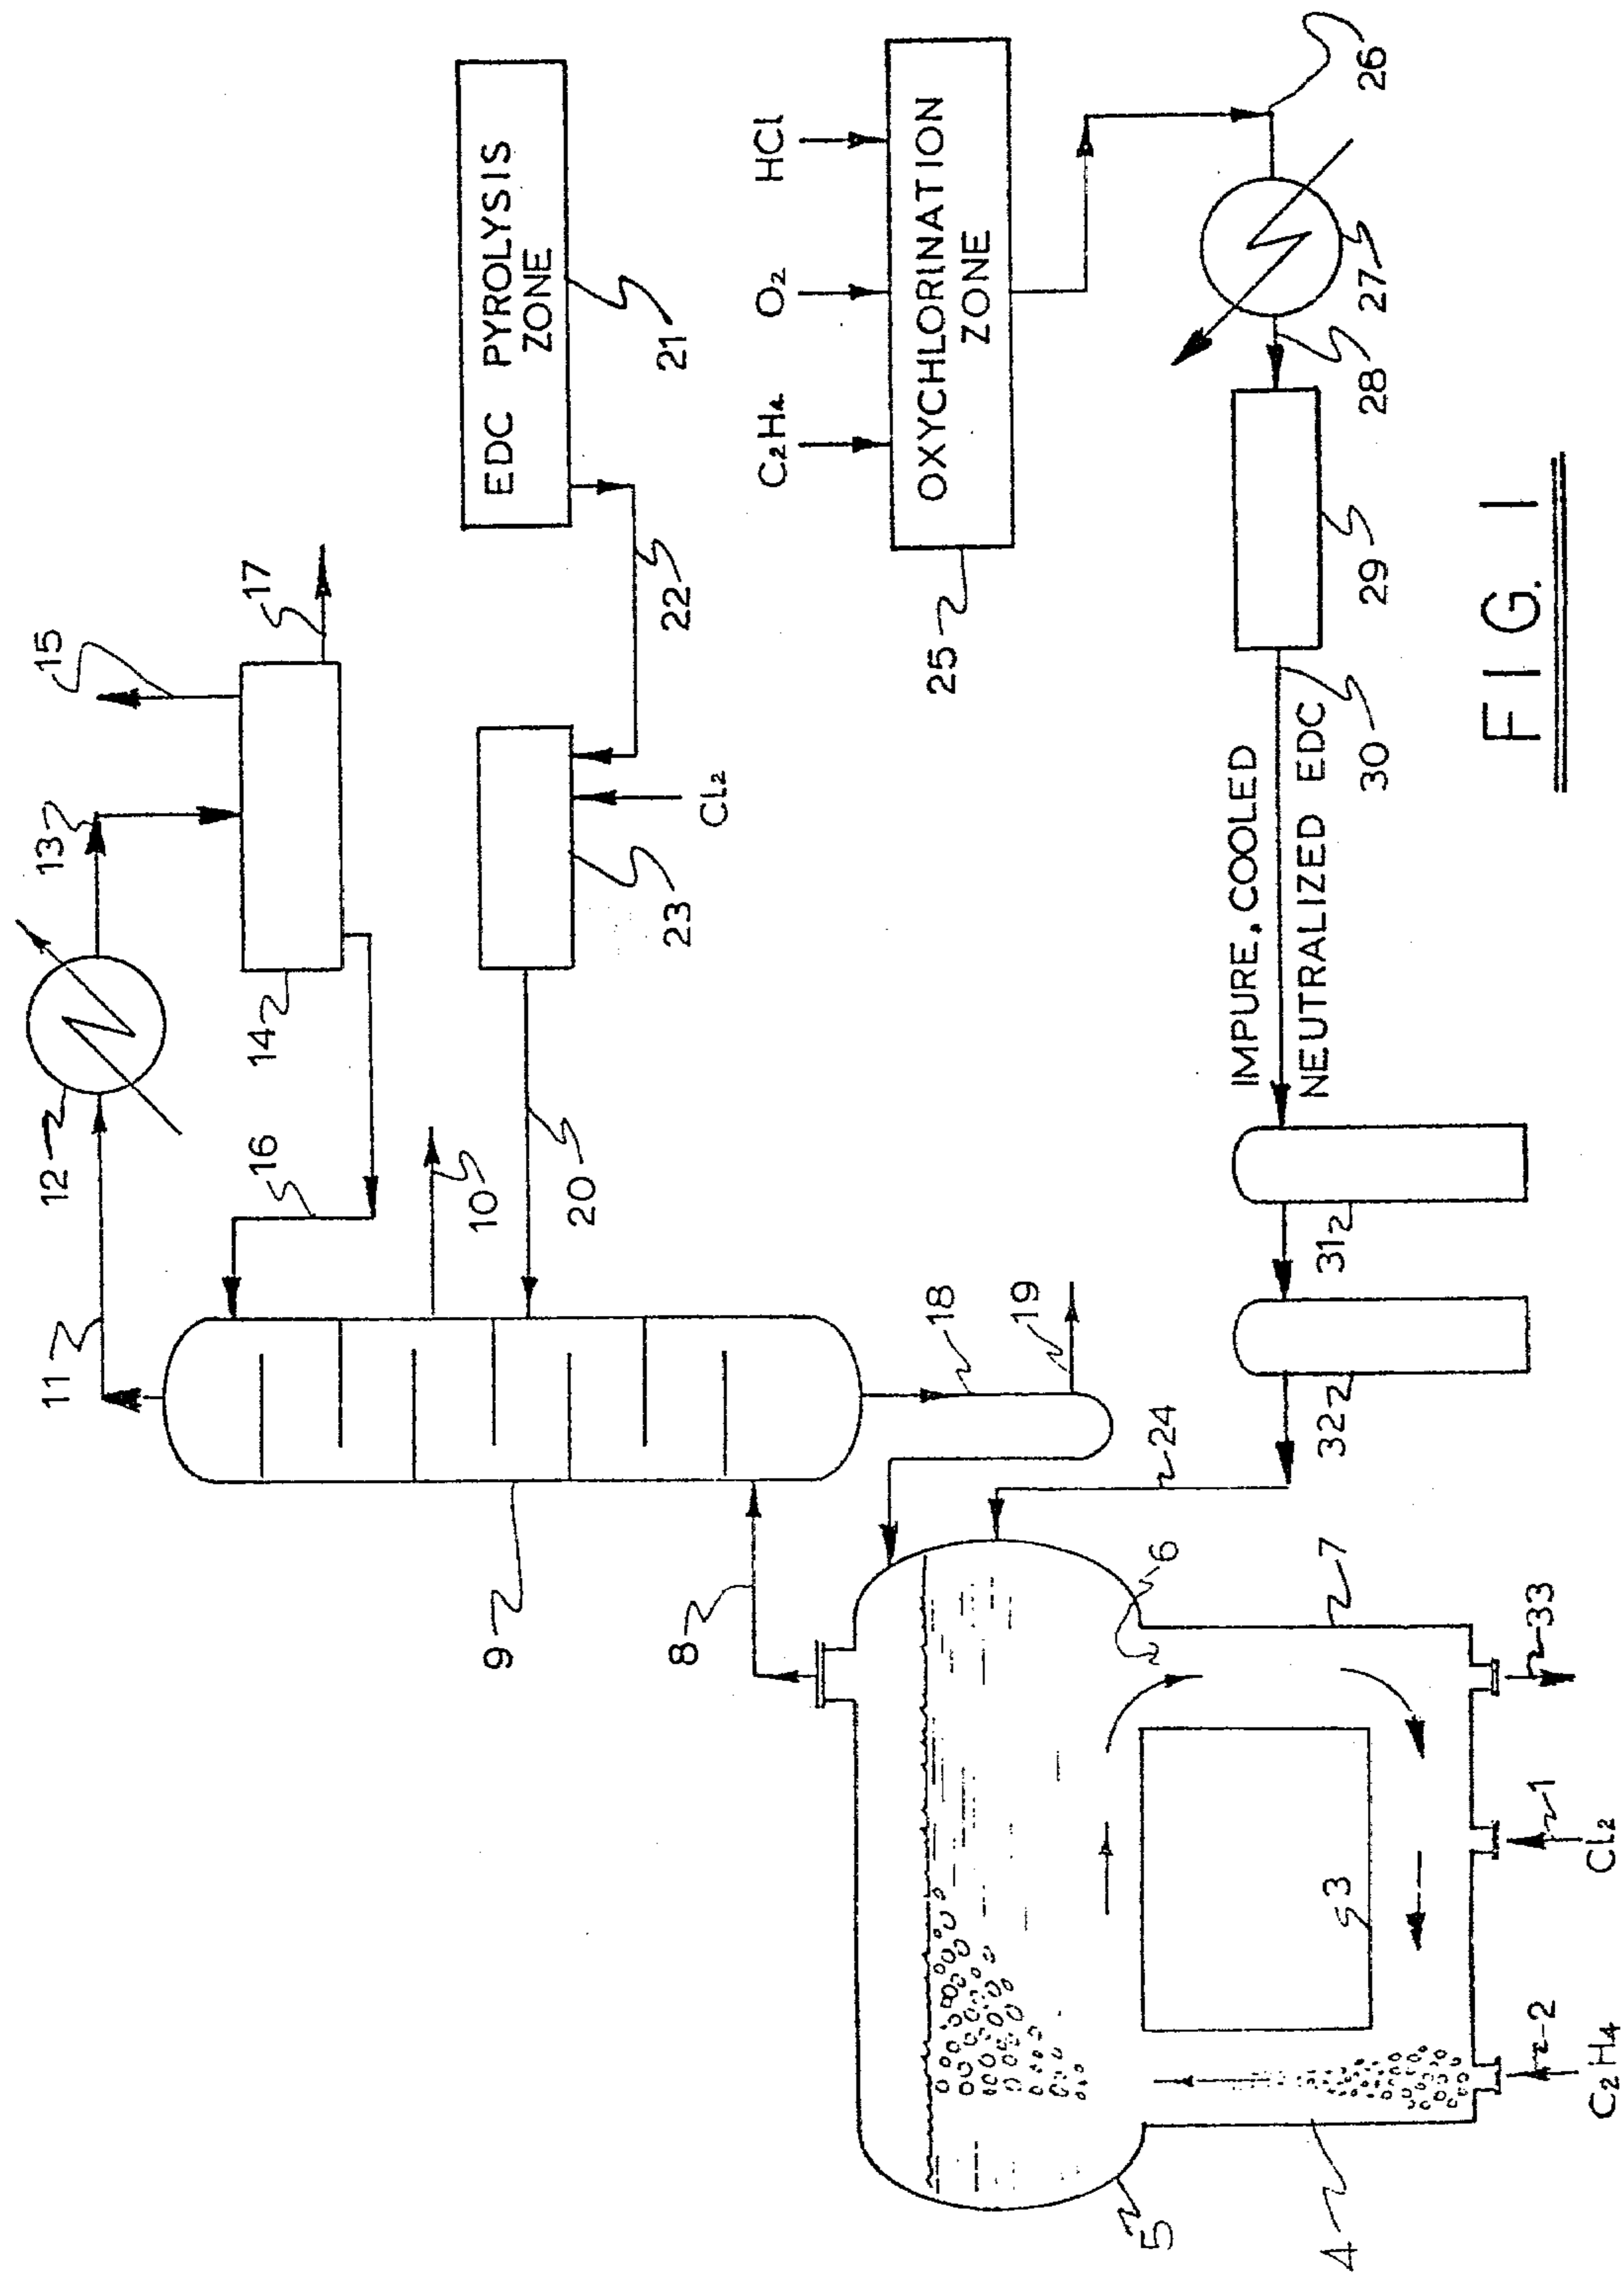 11
12
13
15
17
14
16
9
10
20
EDC PYROLYSIS
ZONE
21
22
23
Cl₂
8
18
19
24
C₂H₄
O₂
HCl
OXYCHLORINATION
ZONE
25
26
27
28
29
30
IMPURE, COOLED
NEUTRALIZED EDC
31
32
5
6
7
3
4
2
C₂H₄
1
Cl₂
33
FIG. 1